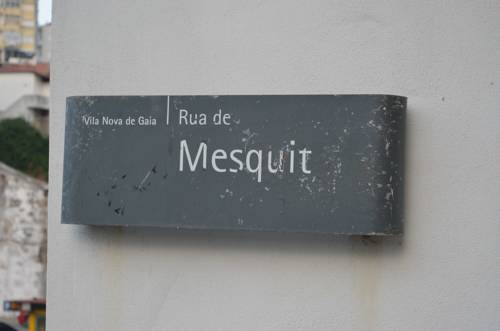 Vila Nova de Gaia
Rua de
Mesquit